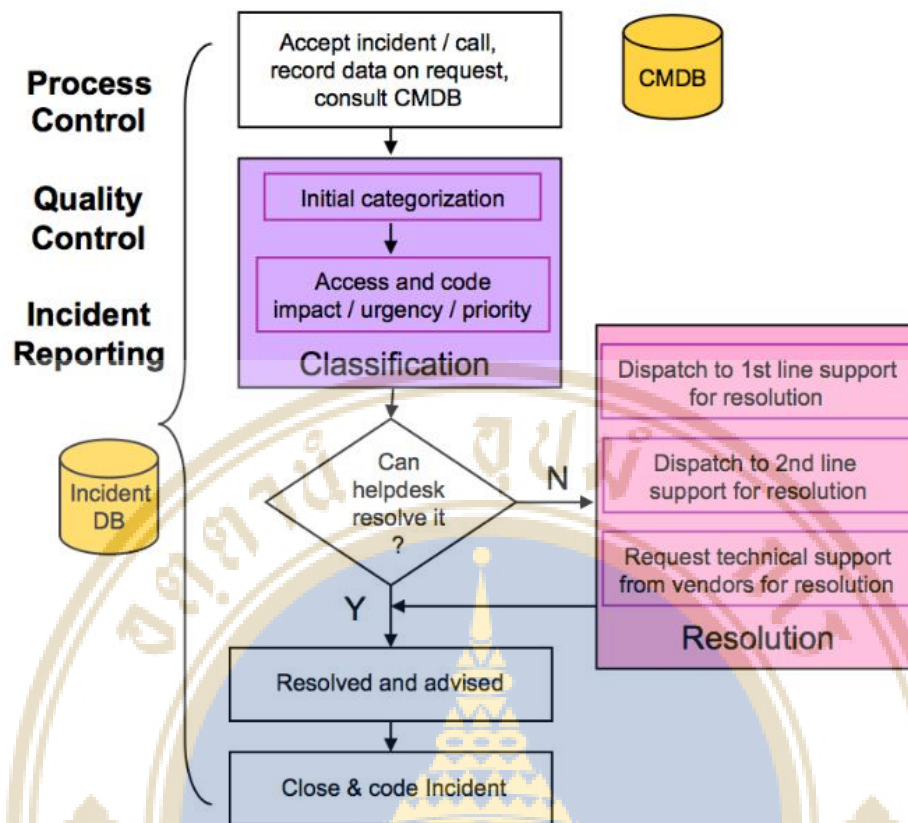 Accept incident / call,
record data on request,
consult CMDB
CMDB
Process
Control
Quality
Control
Incident
Reporting
Initial categorization
Access and code
impact / urgency / priority
Classification
Dispatch to 1st line support
for resolution
Dispatch to 2nd line
support for resolution
Request technical support
from vendors for resolution
Resolution
Incident
DB
Can
helpdesk
resolve it
?
N
Y
Resolved and advised
Close & code Incident